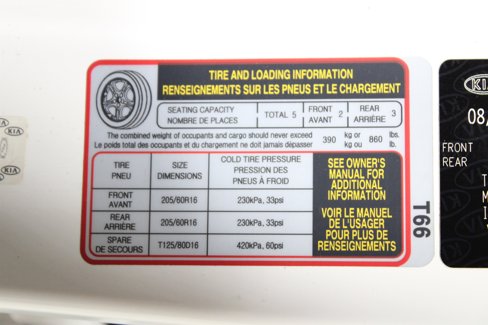 TIRE AND LOADING INFORMATION
RENSEIGNEMENTS SUR LES PNEUS ET LE CHARGEMENT
SEATING CAPACITY TOTAL 5 FRONT 2 REAR 3
NOMBRE DE PLACES AVANT ARRIÈRE
The combined weight of occupants and cargo should never exceed 390 kg or 860 lbs.
Le poids total des occupants et du chargement ne doit jamais dépasser kg ou lb.
TIRE SIZE COLD TIRE PRESSURE
PNEU DIMENSIONS PRESSION DES
PNEUS À FROID
FRONT 205/60R16 230kPa, 33psi
AVANT
REAR 205/60R16 230kPa, 33psi
ARRIÈRE
SPARE T125/80D16 420kPa, 60psi
DE SECOURS
SEE OWNER'S
MANUAL FOR
ADDITIONAL
INFORMATION
VOIR LE MANUEL
DE L'USAGER
POUR PLUS DE
RENSEIGNEMENTS
T66
KIA
08/
FRONT
REAR
T
M
I
KIA
KIA